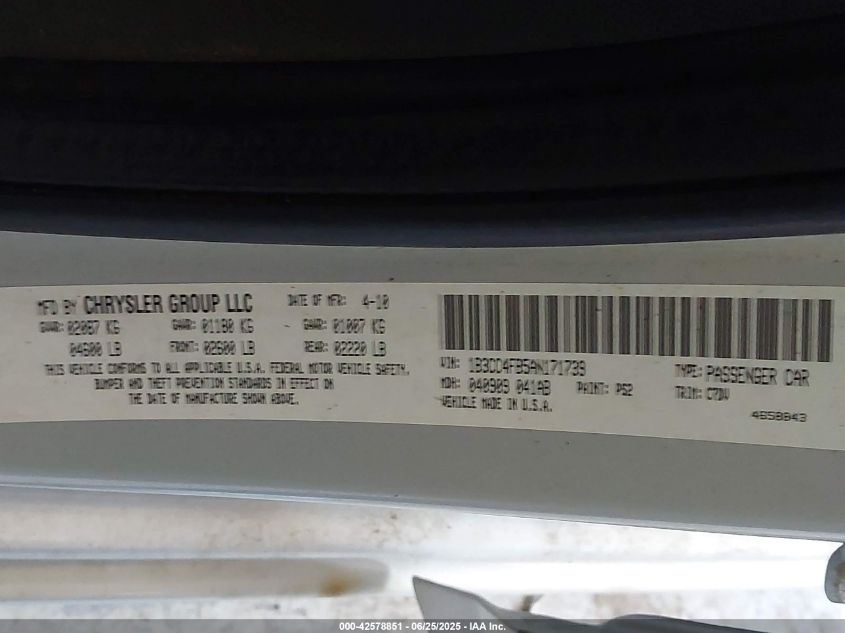 MFD BY CHRYSLER GROUP LLC DATE OF MFR: 4-10
GVWR: 02087 KG GAWR: 01180 KG GAWR: 01007 KG
04600 LB FRONT: 02600 LB REAR: 02220 LB
THIS VEHICLE CONFORMS TO ALL APPLICABLE U.S.A. FEDERAL MOTOR VEHICLE SAFETY,
BUMPER AND THEFT PREVENTION STANDARDS IN EFFECT ON
THE DATE OF MANUFACTURE SHOWN ABOVE.
VIN: 1B3CC4FB5AN171739 TYPE: PASSENGER CAR
MDH: 040909 041AB PAINT: PS2 TRIM: C7DV
VEHICLE MADE IN U.S.A.
4658843
000-42578851 - 06/25/2025 - IAA Inc.